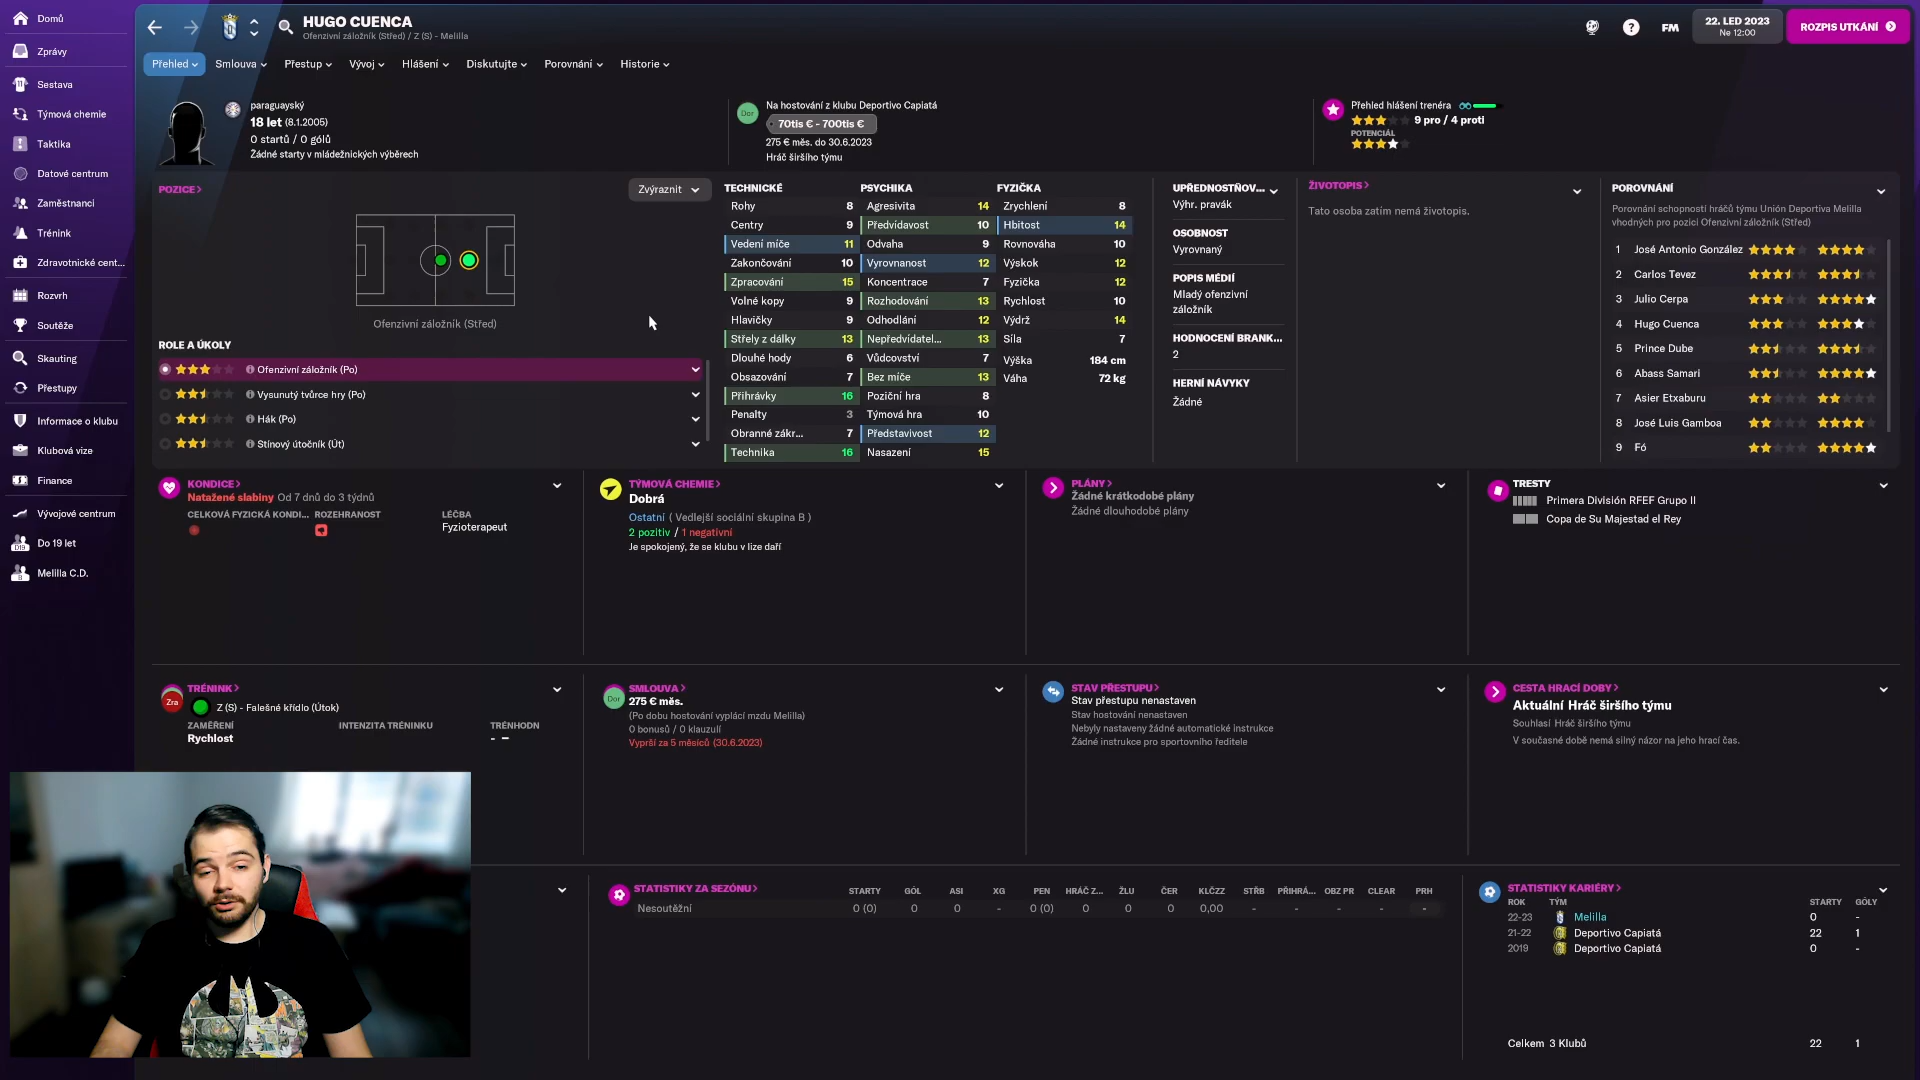 Domů
Zprávy
Sestava
Týmová chemie
Taktika
Datové centrum
Zaměstnanci
Trénink
Zdravotnické cent...
Rozvrh
Soutěže
Skauting
Přestupy
Informace o klubu
Klubová vize
Finance
Vývojové centrum
Do 19 let
Melilla C.D.
HUGO CUENCA
Ofenzivní záložník (Střed) / Z (S) - Melilla
FM
22. LED 2023
Ne 12:00
ROZPIS UTKÁNÍ
Přehled Smlouva Přestup Vývoj Hlášení Diskutujte Porovnání Historie
paraguayský
18 let (8.1.2005)
0 startů / 0 gólů
Žádné starty v mládežnických výběrech
Dor
Na hostování z klubu Deportivo Capiatá
70tis € - 700tis €
275 € měs. do 30.6.2023
Hráč širšího týmu
Přehled hlášení trenéra
9 pro / 4 proti
POTENCIÁL
POZICE
Zvýraznit
Ofenzivní záložník (Střed)
ROLE A ÚKOLY
Ofenzivní záložník (Po)
Vysunutý tvůrce hry (Po)
Hák (Po)
Stínový útočník (Út)
TECHNICKÉ
Rohy 8
Centry 9
Vedení míče 11
Zakončování 10
Zpracování 15
Volné kopy 9
Hlavičky 9
Střely z dálky 13
Dlouhé hody 6
Obsazování 7
Přihrávky 16
Penalty 3
Obranné zákr... 7
Technika 16
PSYCHIKA
Agresivita 14
Předvídavost 10
Odvaha 9
Vyrovnanost 12
Koncentrace 7
Rozhodování 13
Odhodlání 12
Nepředvídatel... 13
Vůdcovství 7
Bez míče 13
Poziční hra 8
Týmová hra 10
Představivost 12
Nasazení 15
FYZIČKA
Zrychlení 8
Hbitost 14
Rovnováha 10
Výskok 12
Fyzička 12
Rychlost 10
Výdrž 14
Síla 7
Výška 184 cm
Váha 72 kg
UPŘEDNOSTŇOV...
Výhr. pravák
OSOBNOST
Vyrovnaný
POPIS MÉDIÍ
Mladý ofenzivní
záložník
HODNOCENÍ BRANK...
2
HERNÍ NÁVYKY
Žádné
ŽIVOTOPIS
Tato osoba zatím nemá životopis.
POROVNÁNÍ
Porovnání schopností hráčů týmu Unión Deportiva Melilla
vhodných pro pozici Ofenzivní záložník (Střed)
1 José Antonio González
2 Carlos Tevez
3 Julio Cerpa
4 Hugo Cuenca
5 Prince Dube
6 Abass Samari
7 Asier Etxaburu
8 José Luis Gamboa
9 Fó
KONDICE
Natažené slabiny Od 7 dnů do 3 týdnů
CELKOVÁ FYZICKÁ KONDI... ROZEHRANOST LÉČBA
Fyzioterapeut
TÝMOVÁ CHEMIE
Dobrá
Ostatní ( Vedlejší sociální skupina B )
2 pozitiv / 1 negativní
Je spokojený, že se klubu v lize daří
PLÁNY
Žádné krátkodobé plány
Žádné dlouhodobé plány
TRESTY
Primera División RFEF Grupo II
Copa de Su Majestad el Rey
Zra
TRÉNINK
Z (S) - Falešné křídlo (Útok)
ZAMĚŘENÍ INTENZITA TRÉNINKU TRÉNHODN
Rychlost - –
Dor
SMLOUVA
275 € měs.
(Po dobu hostování vyplácí mzdu Melilla)
0 bonusů / 0 klauzulí
Vyprší za 5 měsíců (30.6.2023)
STAV PŘESTUPU
Stav přestupu nenastaven
Stav hostování nenastaven
Nebyly nastaveny žádné automatické instrukce
Žádné instrukce pro sportovního ředitele
CESTA HRACÍ DOBY
Aktuální Hráč širšího týmu
Souhlasí Hráč širšího týmu
V současné době nemá silný názor na jeho hrací čas.
STATISTIKY ZA SEZÓNU
STARTY GÓL ASI XG PEN HRÁČ Z... ŽLU ČER KLČZZ STŘB PŘIHRÁ... OBZ PR CLEAR PRH
Nesoutěžní 0 (0) 0 0 - 0 (0) 0 0 0 0,00 - - - - -
STATISTIKY KARIÉRY
ROK TÝM STARTY GÓLY
22-23 Melilla 0 -
21-22 Deportivo Capiatá 22 1
2019 Deportivo Capiatá 0 -
Celkem 3 Klubů 22 1